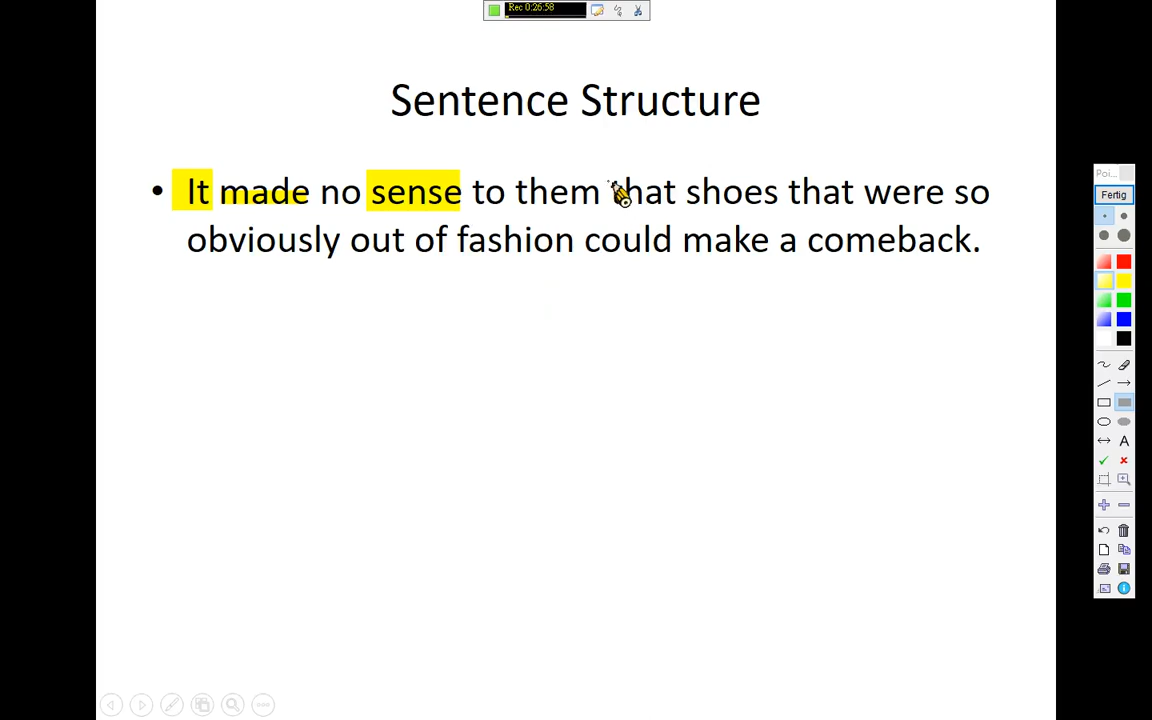 Rec 0:26:58
Sentence Structure
• It made no sense to them that shoes that were so
obviously out of fashion could make a comeback.
Poi...
Fertig
A